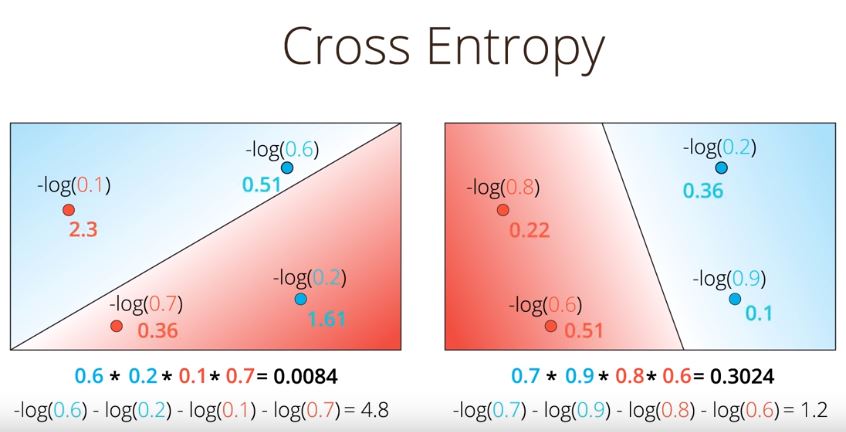 Cross Entropy
-log(0.6)
0.51
-log(0.1)
2.3
-log(0.2)
1.61
-log(0.7)
0.36
0.6 * 0.2 * 0.1 * 0.7 = 0.0084
-log(0.6) - log(0.2) - log(0.1) - log(0.7) = 4.8
-log(0.2)
0.36
-log(0.8)
0.22
-log(0.9)
0.1
-log(0.6)
0.51
0.7 * 0.9 * 0.8 * 0.6 = 0.3024
-log(0.7) - log(0.9) - log(0.8) - log(0.6) = 1.2